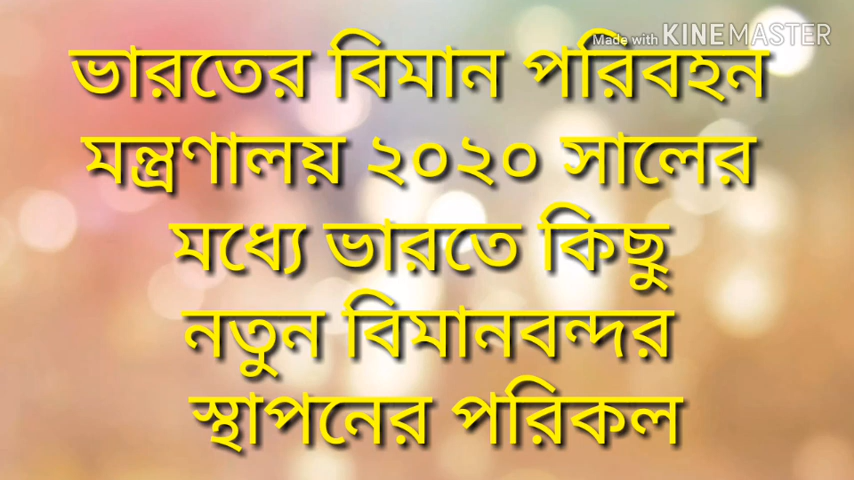 Made with KINEMASTER
ভারতের বিমান পরিবহন
মন্ত্রণালয় ২০২০ সালের
মধ্যে ভারতে কিছু
নতুন বিমানবন্দর
স্থাপনের পরিকল